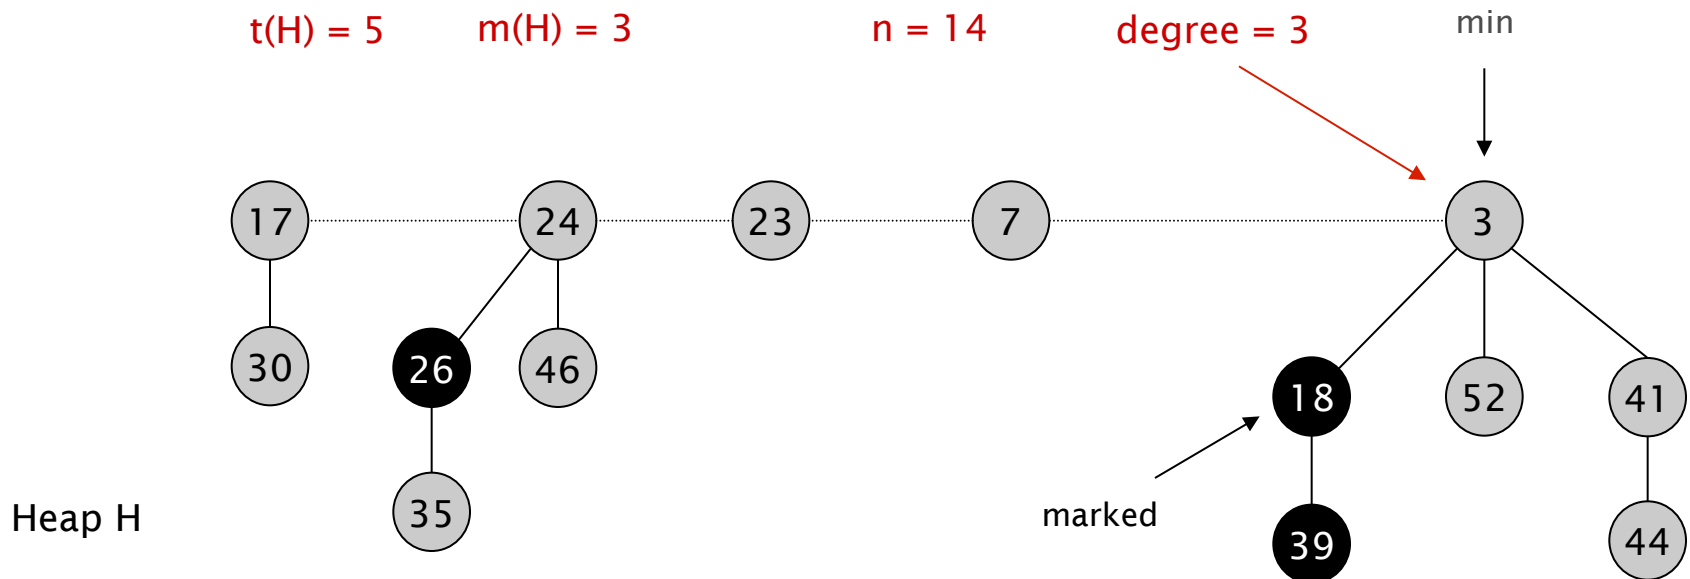 t(H) = 5 m(H) = 3 n = 14 degree = 3 min
17 24 23 7 3
30 26 46 18 52 41
35 39 44
marked
Heap H